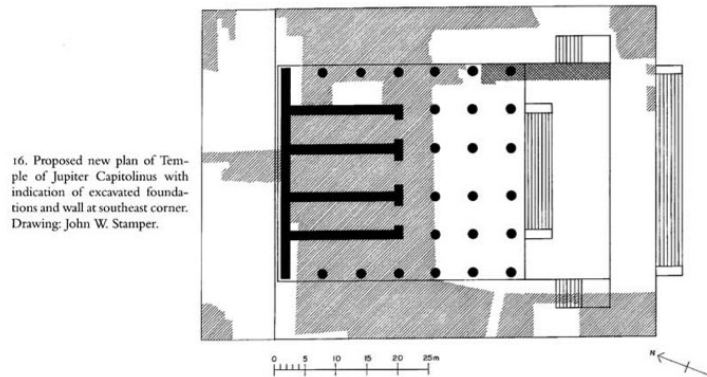 16. Proposed new plan of Tem-
ple of Jupiter Capitolinus with
indication of excavated founda-
tions and wall at southeast corner.
Drawing: John W. Stamper.
0 5 10 15 20 25m
N